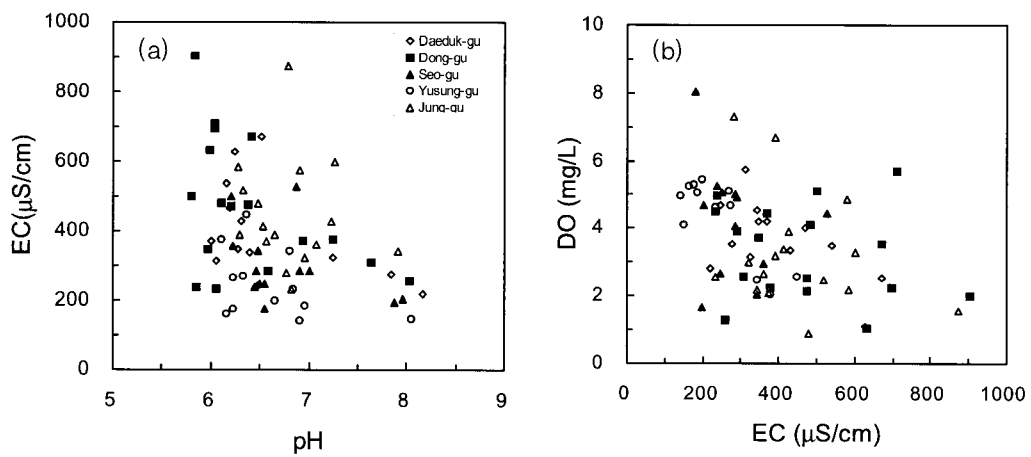 (a)
Daeduk-gu
Dong-gu
Seo-gu
Yusung-gu
Jung-gu
1000
800
600
400
200
0
EC(μS/cm)
5 6 7 8 9
pH
(b)
10
8
6
4
2
0
DO (mg/L)
0 200 400 600 800 1000
EC (μS/cm)